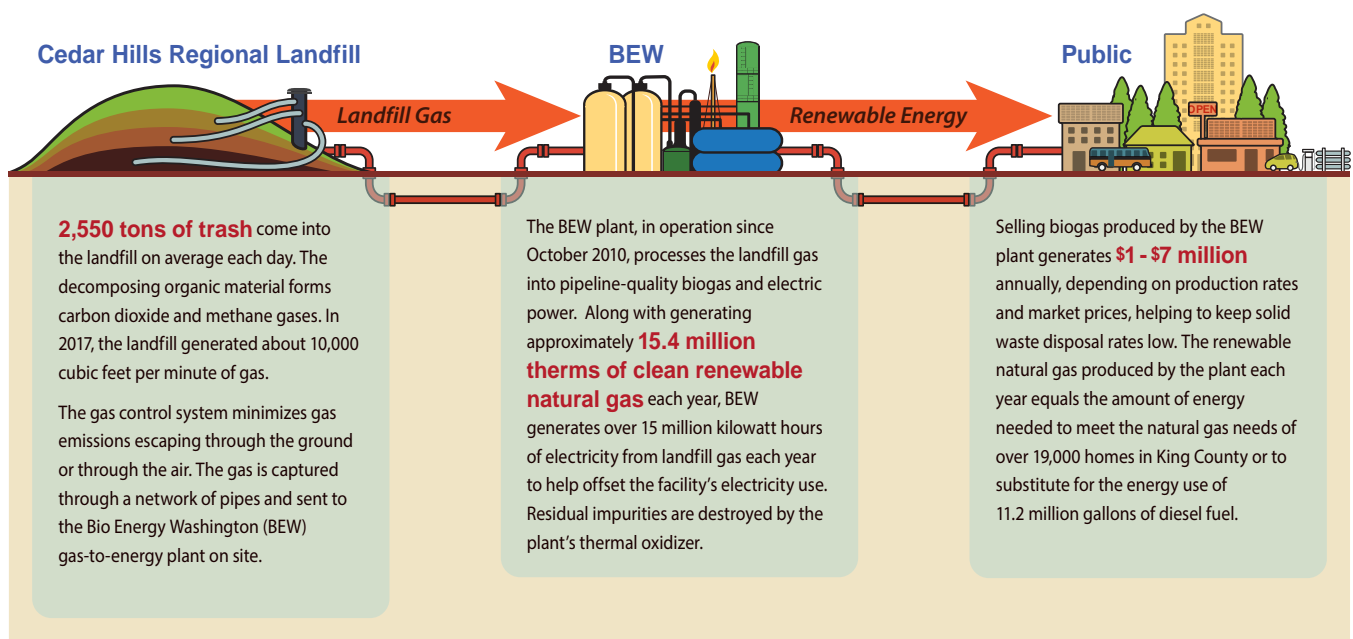 Cedar Hills Regional Landfill
BEW
Public
Landfill Gas
Renewable Energy
OPEN
2,550 tons of trash come into
the landfill on average each day. The
decomposing organic material forms
carbon dioxide and methane gases. In
2017, the landfill generated about 10,000
cubic feet per minute of gas.
The gas control system minimizes gas
emissions escaping through the ground
or through the air. The gas is captured
through a network of pipes and sent to
the Bio Energy Washington (BEW)
gas-to-energy plant on site.
The BEW plant, in operation since
October 2010, processes the landfill gas
into pipeline-quality biogas and electric
power. Along with generating
approximately 15.4 million
therms of clean renewable
natural gas each year, BEW
generates over 15 million kilowatt hours
of electricity from landfill gas each year
to help offset the facility's electricity use.
Residual impurities are destroyed by the
plant's thermal oxidizer.
Selling biogas produced by the BEW
plant generates $1 - $7 million
annually, depending on production rates
and market prices, helping to keep solid
waste disposal rates low. The renewable
natural gas produced by the plant each
year equals the amount of energy
needed to meet the natural gas needs of
over 19,000 homes in King County or to
substitute for the energy use of
11.2 million gallons of diesel fuel.